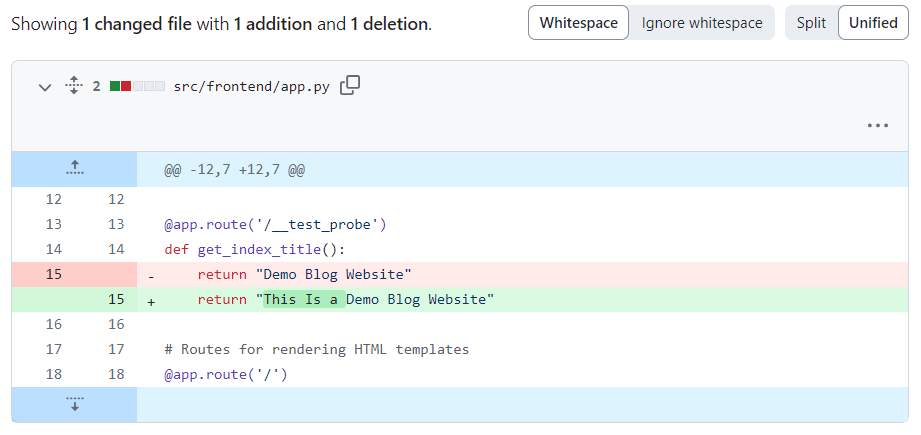 Showing 1 changed file with 1 addition and 1 deletion. Whitespace Ignore whitespace Split Unified
2 src/frontend/app.py
@@ -12,7 +12,7 @@
12 12
13 13 @app.route('/__test_probe')
14 14 def get_index_title():
15 - return "Demo Blog Website"
15 + return "This Is a Demo Blog Website"
16 16
17 17 # Routes for rendering HTML templates
18 18 @app.route('/')